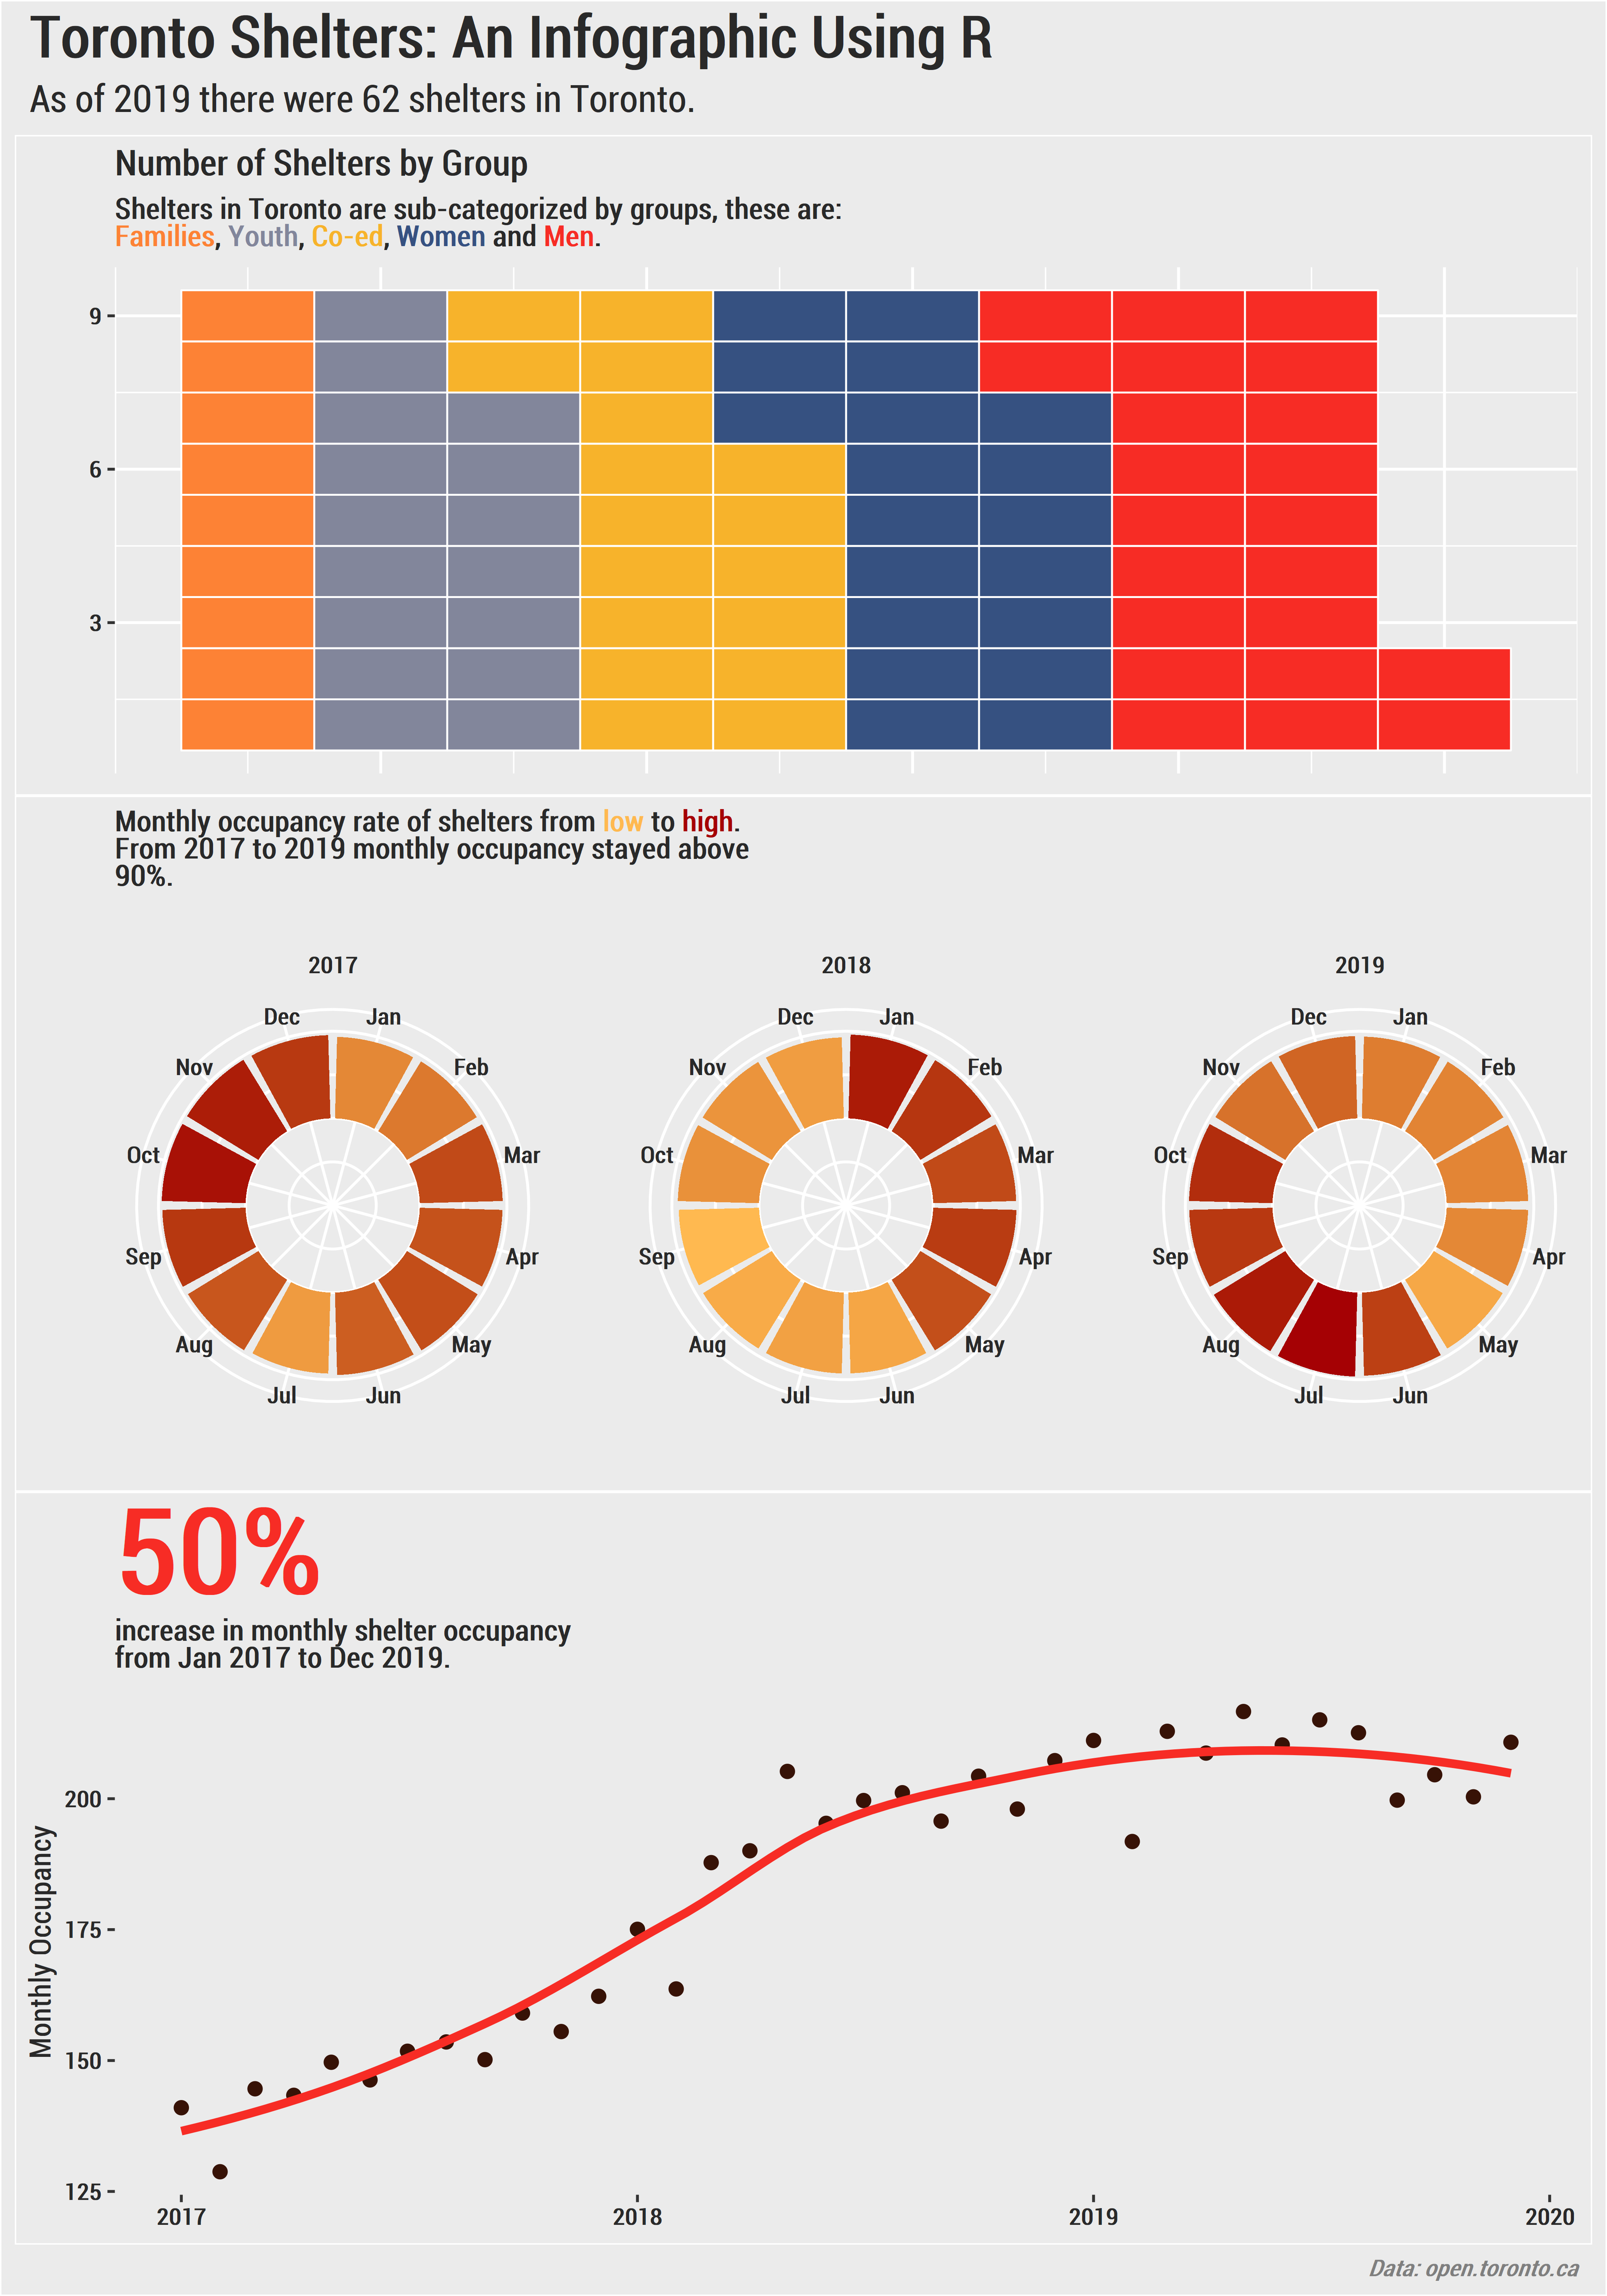 Toronto Shelters: An Infographic Using R
As of 2019 there were 62 shelters in Toronto.
Number of Shelters by Group
Shelters in Toronto are sub-categorized by groups, these are:
Families, Youth, Co-ed, Women and Men.
9
6
3
Monthly occupancy rate of shelters from low to high.
From 2017 to 2019 monthly occupancy stayed above
90%.
2017
Jan
Feb
Mar
Apr
May
Jun
Jul
Aug
Sep
Oct
Nov
Dec
2018
Jan
Feb
Mar
Apr
May
Jun
Jul
Aug
Sep
Oct
Nov
Dec
2019
Jan
Feb
Mar
Apr
May
Jun
Jul
Aug
Sep
Oct
Nov
Dec
50%
increase in monthly shelter occupancy
from Jan 2017 to Dec 2019.
Monthly Occupancy
200
175
150
125
2017
2018
2019
2020
Data: open.toronto.ca